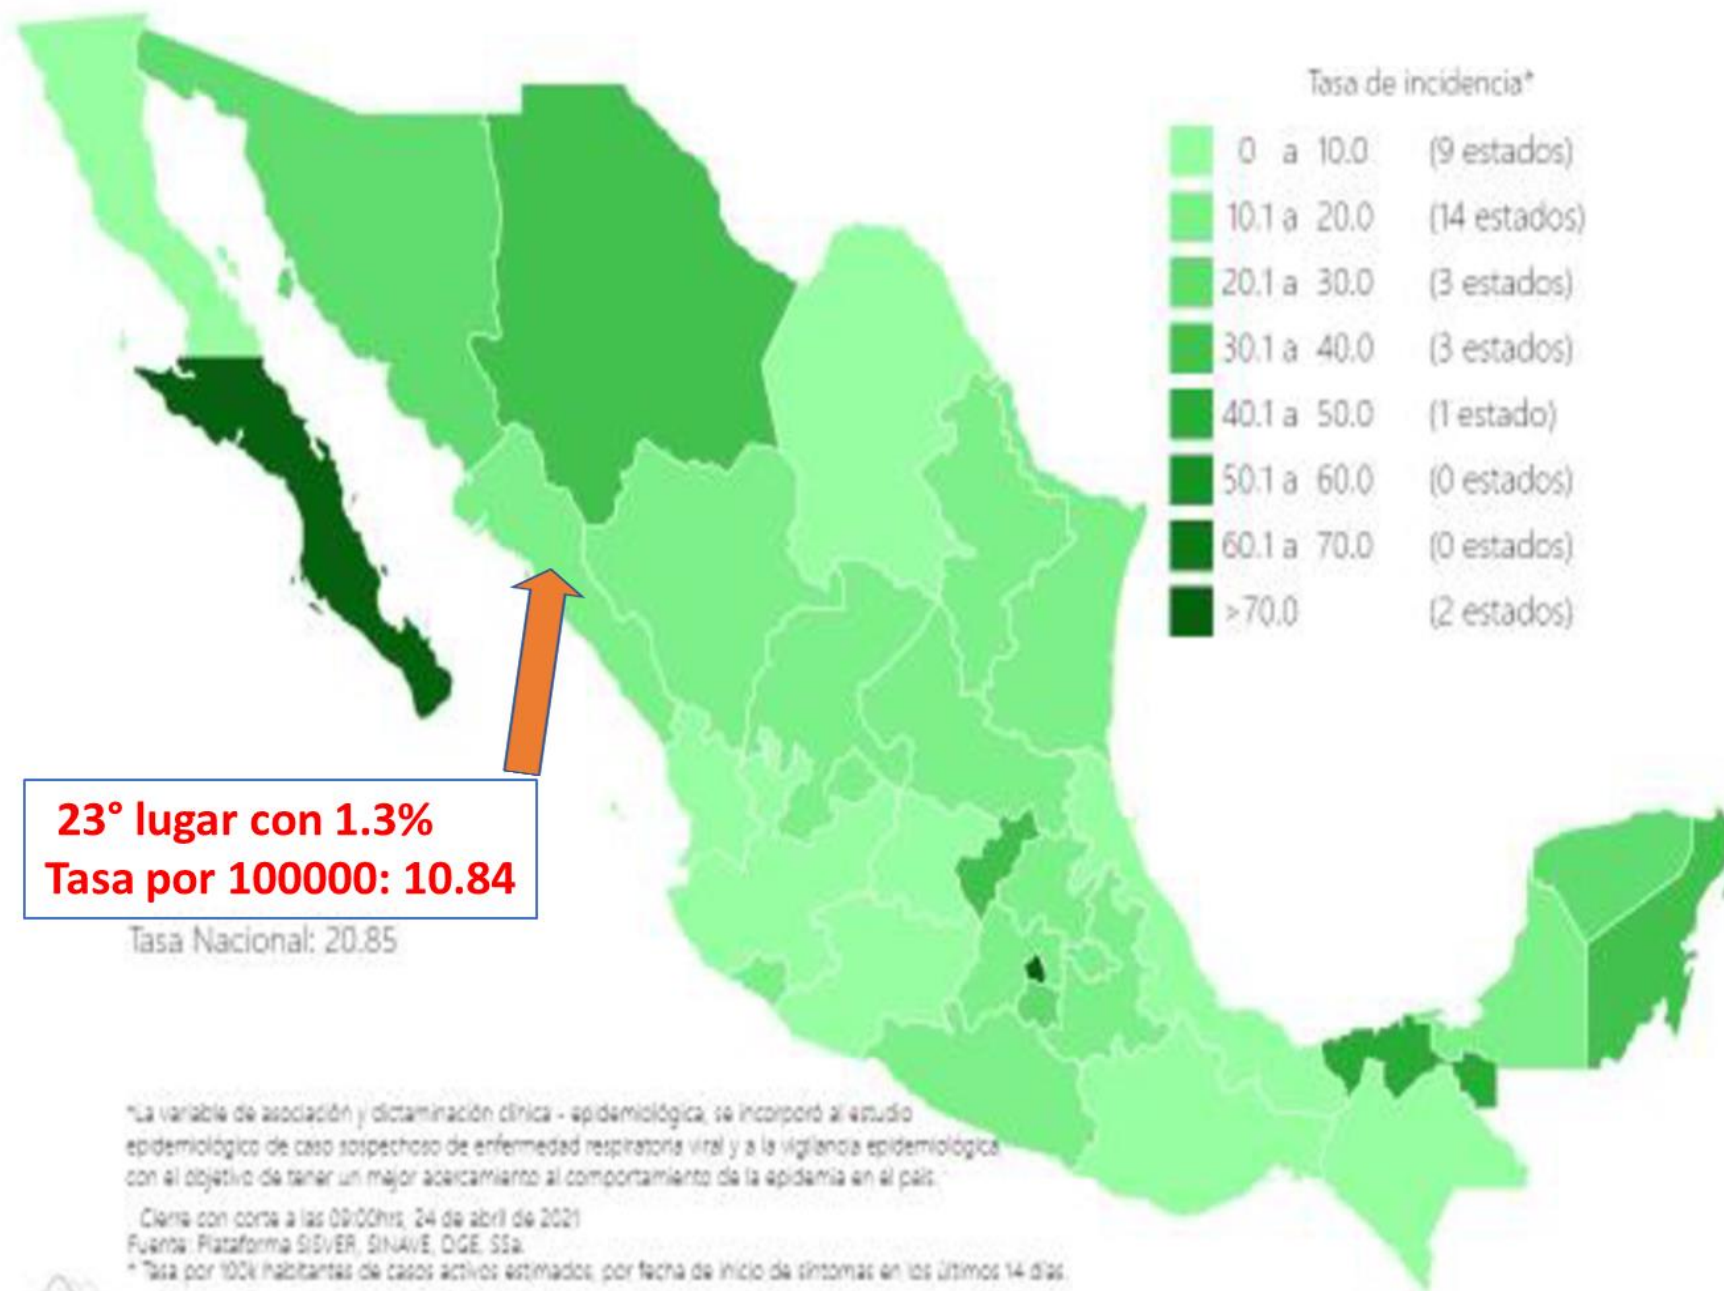 Tasa de incidencia*
0 a 10.0 (9 estados)
10.1 a 20.0 (14 estados)
20.1 a 30.0 (3 estados)
30.1 a 40.0 (3 estados)
40.1 a 50.0 (1 estado)
50.1 a 60.0 (0 estados)
60.1 a 70.0 (0 estados)
>70.0 (2 estados)
23° lugar con 1.3%
Tasa por 100000: 10.84
Tasa Nacional: 20.85
*La variable de asociación y dictaminación clínica - epidemiológica, se incorporó al estudio
epidemiológico de caso sospechoso de enfermedad respiratoria viral y a la vigilancia epidemiológica
con el objetivo de tener un mejor acercamiento al comportamiento de la epidemia en el país.
Cierre con corte a las 09:00hrs, 24 de abril de 2021
Fuente: Plataforma SISVER, SINAVE, DGE, SSa.
* Tasa por 100k habitantes de casos activos estimados, por fecha de inicio de síntomas en los últimos 14 días.